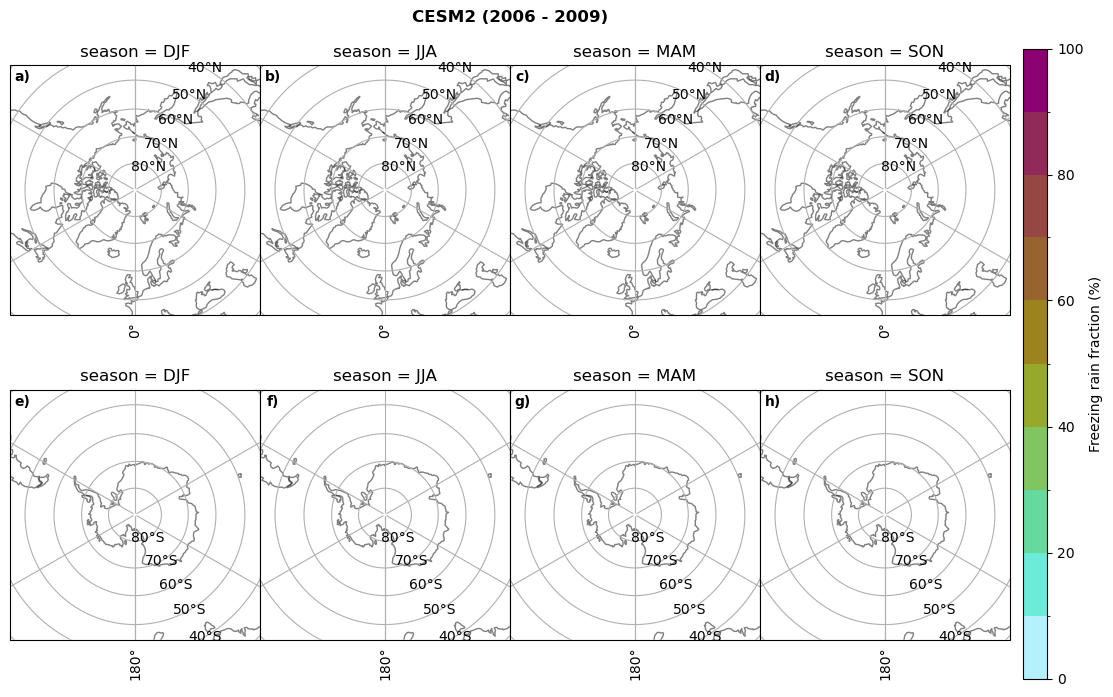 CESM2 (2006 - 2009)
season = DJF
season = JJA
season = MAM
season = SON
a)
40°N
50°N
60°N
70°N
80°N
0°
b)
40°N
50°N
60°N
70°N
80°N
0°
c)
40°N
50°N
60°N
70°N
80°N
0°
d)
40°N
50°N
60°N
70°N
80°N
0°
season = DJF
season = JJA
season = MAM
season = SON
e)
80°S
70°S
60°S
50°S
40°S
180°
f)
80°S
70°S
60°S
50°S
40°S
180°
g)
80°S
70°S
60°S
50°S
40°S
180°
h)
80°S
70°S
60°S
50°S
40°S
180°
100
80
60
40
20
0
Freezing rain fraction (%)